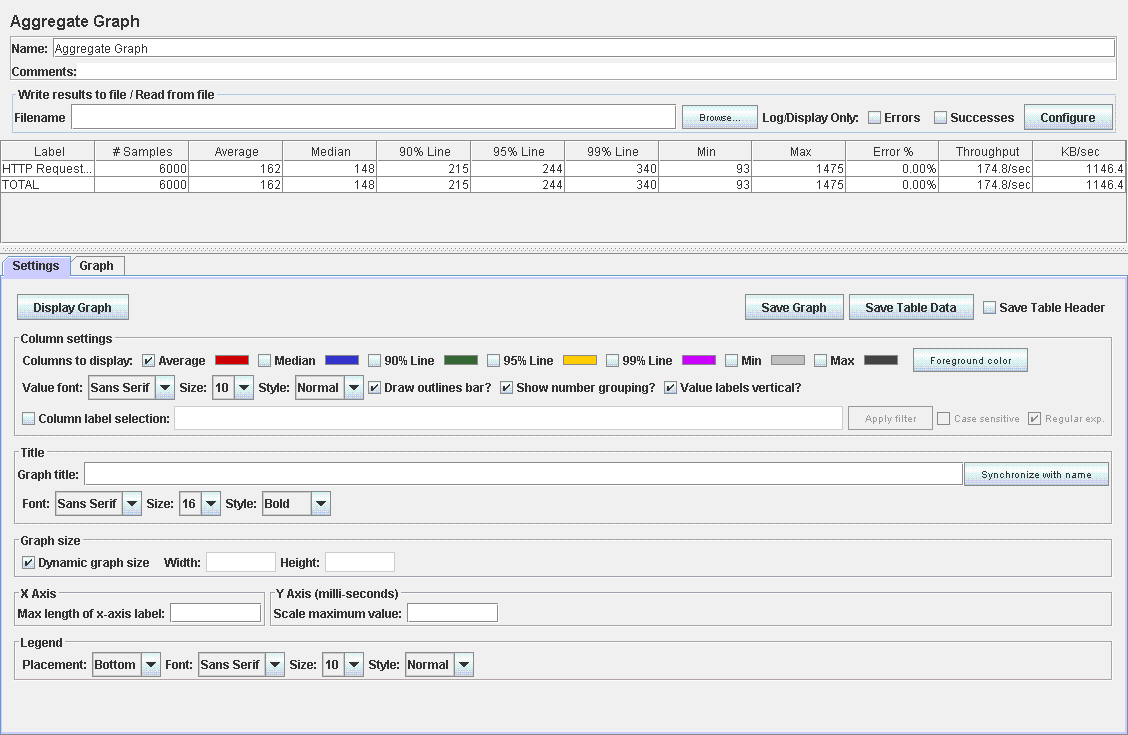 Aggregate Graph
Name: Aggregate Graph
Comments:
Write results to file / Read from file
Filename Browse... Log/Display Only: Errors Successes Configure
Label # Samples Average Median 90% Line 95% Line 99% Line Min Max Error % Throughput KB/sec
HTTP Request... 6000 162 148 215 244 340 93 1475 0.00% 174.8/sec 1146.4
TOTAL 6000 162 148 215 244 340 93 1475 0.00% 174.8/sec 1146.4
Settings Graph
Display Graph Save Graph Save Table Data Save Table Header
Column settings
Columns to display: Average Median 90% Line 95% Line 99% Line Min Max Foreground color
Value font: Sans Serif Size: 10 Style: Normal Draw outlines bar? Show number grouping? Value labels vertical?
Column label selection: Apply filter Case sensitive Regular exp.
Title
Graph title: Synchronize with name
Font: Sans Serif Size: 16 Style: Bold
Graph size
Dynamic graph size Width: Height:
X Axis Y Axis (milli-seconds)
Max length of x-axis label: Scale maximum value:
Legend
Placement: Bottom Font: Sans Serif Size: 10 Style: Normal